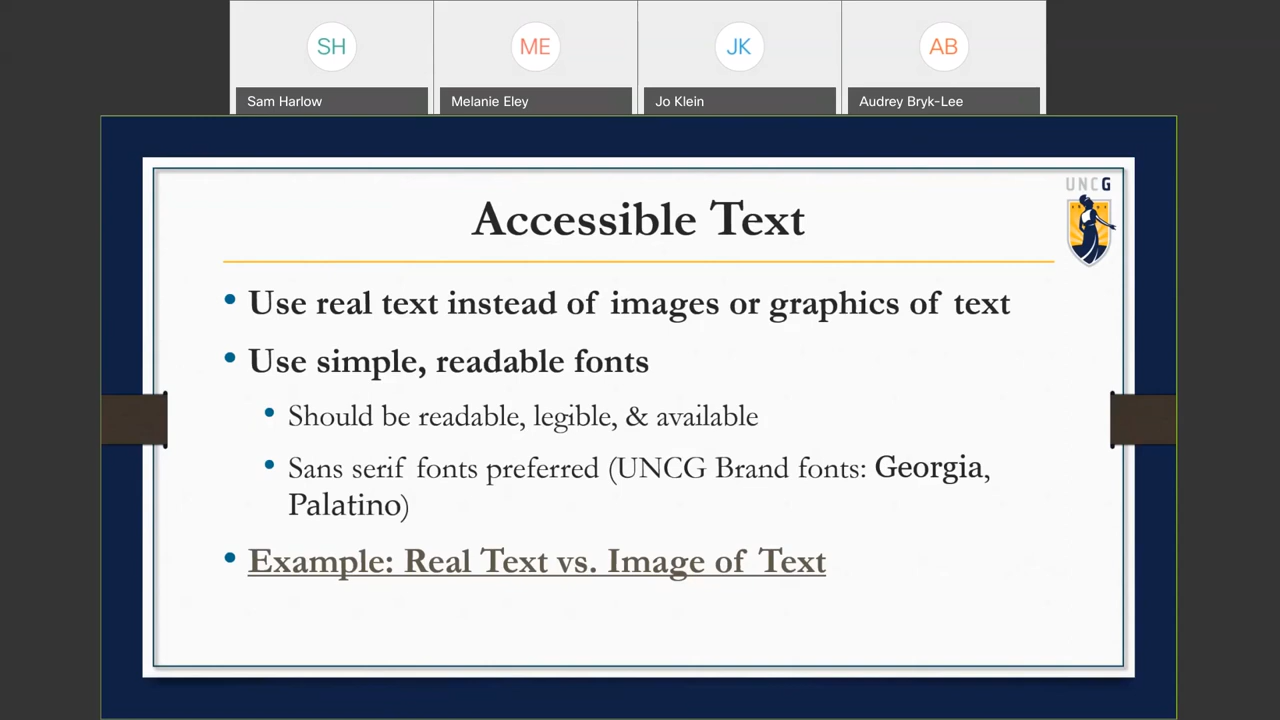 SH ME JK AB
Sam Harlow Melanie Eley Jo Klein Audrey Bryk-Lee
UNCG
Accessible Text
• Use real text instead of images or graphics of text
• Use simple, readable fonts
• Should be readable, legible, & available
• Sans serif fonts preferred (UNCG Brand fonts: Georgia,
Palatino)
• Example: Real Text vs. Image of Text